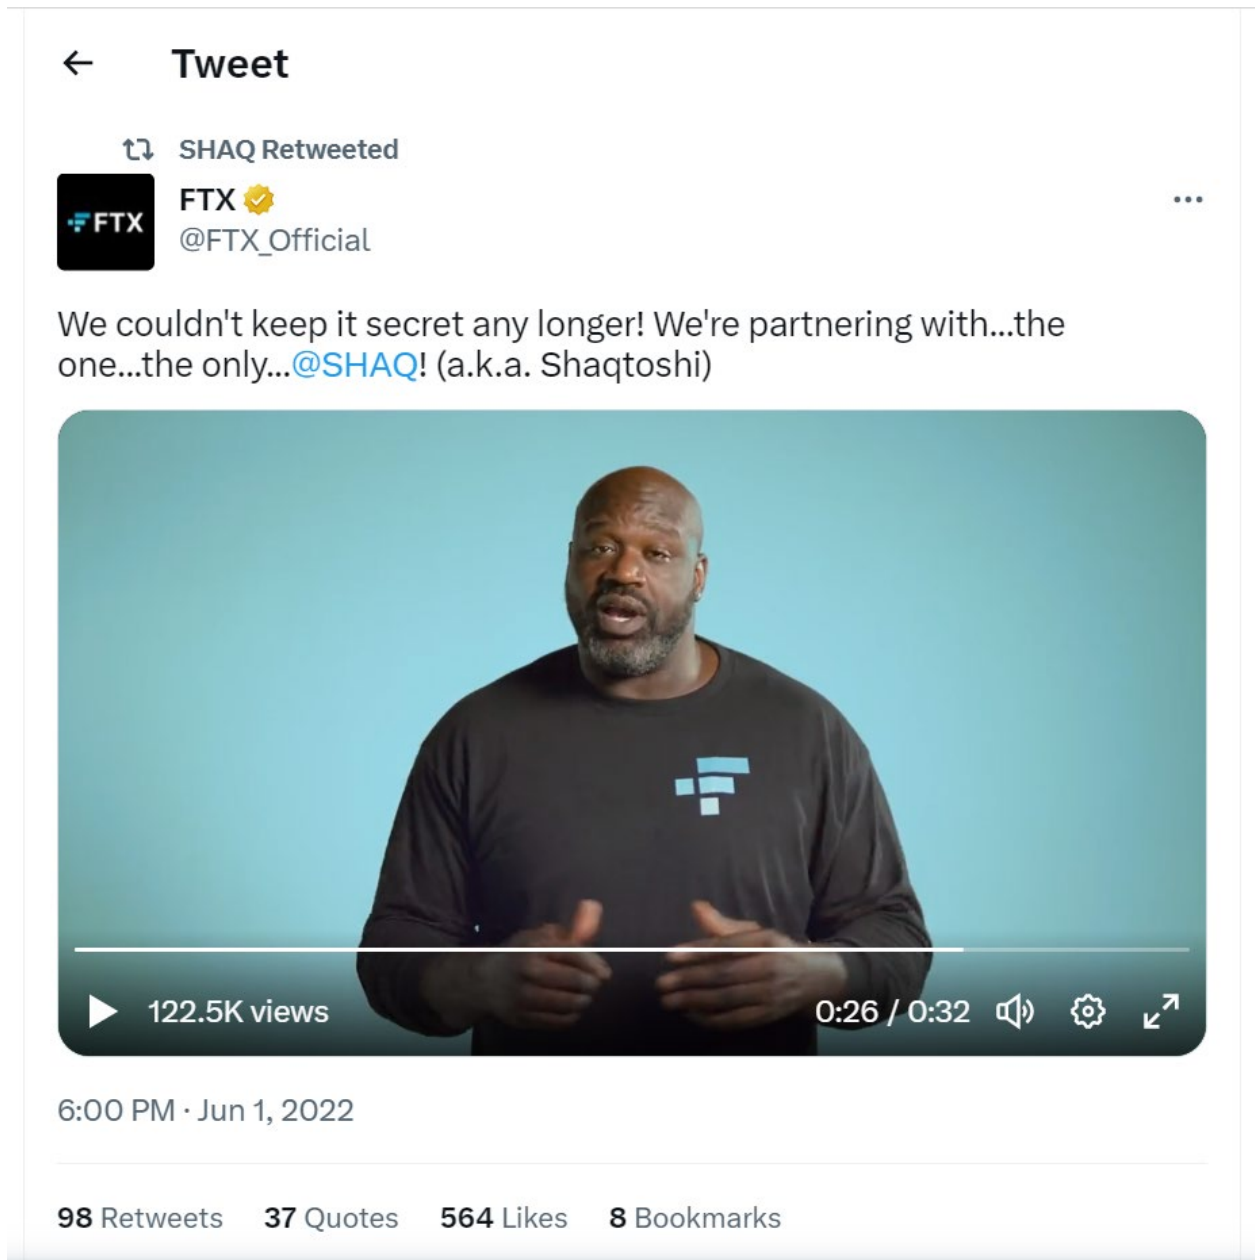 Tweet
SHAQ Retweeted
FTX
FTX
@FTX_Official
We couldn't keep it secret any longer! We're partnering with...the
one...the only...@SHAQ! (a.k.a. Shaqtoshi)
122.5K views
0:26 / 0:32
6:00 PM · Jun 1, 2022
98 Retweets 37 Quotes 564 Likes 8 Bookmarks